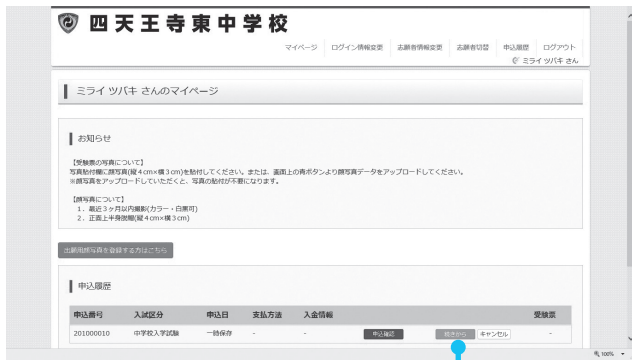 四天王寺東中学校
マイページ ログイン情報変更 志願者情報変更 志願者切替 申込履歴 ログアウト
ミライ ツバキ さん
ミライ ツバキ さんのマイページ
お知らせ
【受験票の写真について】
写真貼付欄に顔写真(縦4cm×横3cm)を貼付してください。または、画面上の青ボタンより顔写真データをアップロードしてください。
※顔写真をアップロードしていただくと、写真の貼付が不要になります。
【顔写真について】
1. 最近3ヶ月以内撮影(カラー・白黒可)
2. 正面上半身脱帽(縦4cm×横3cm)
出願用顔写真を登録する方はこちら
申込履歴
申込番号 入試区分 申込日 支払方法 入金情報 受験票
201000010 中学校入学試験 一時保存 - - 申込確認 続きから キャンセル -
100%